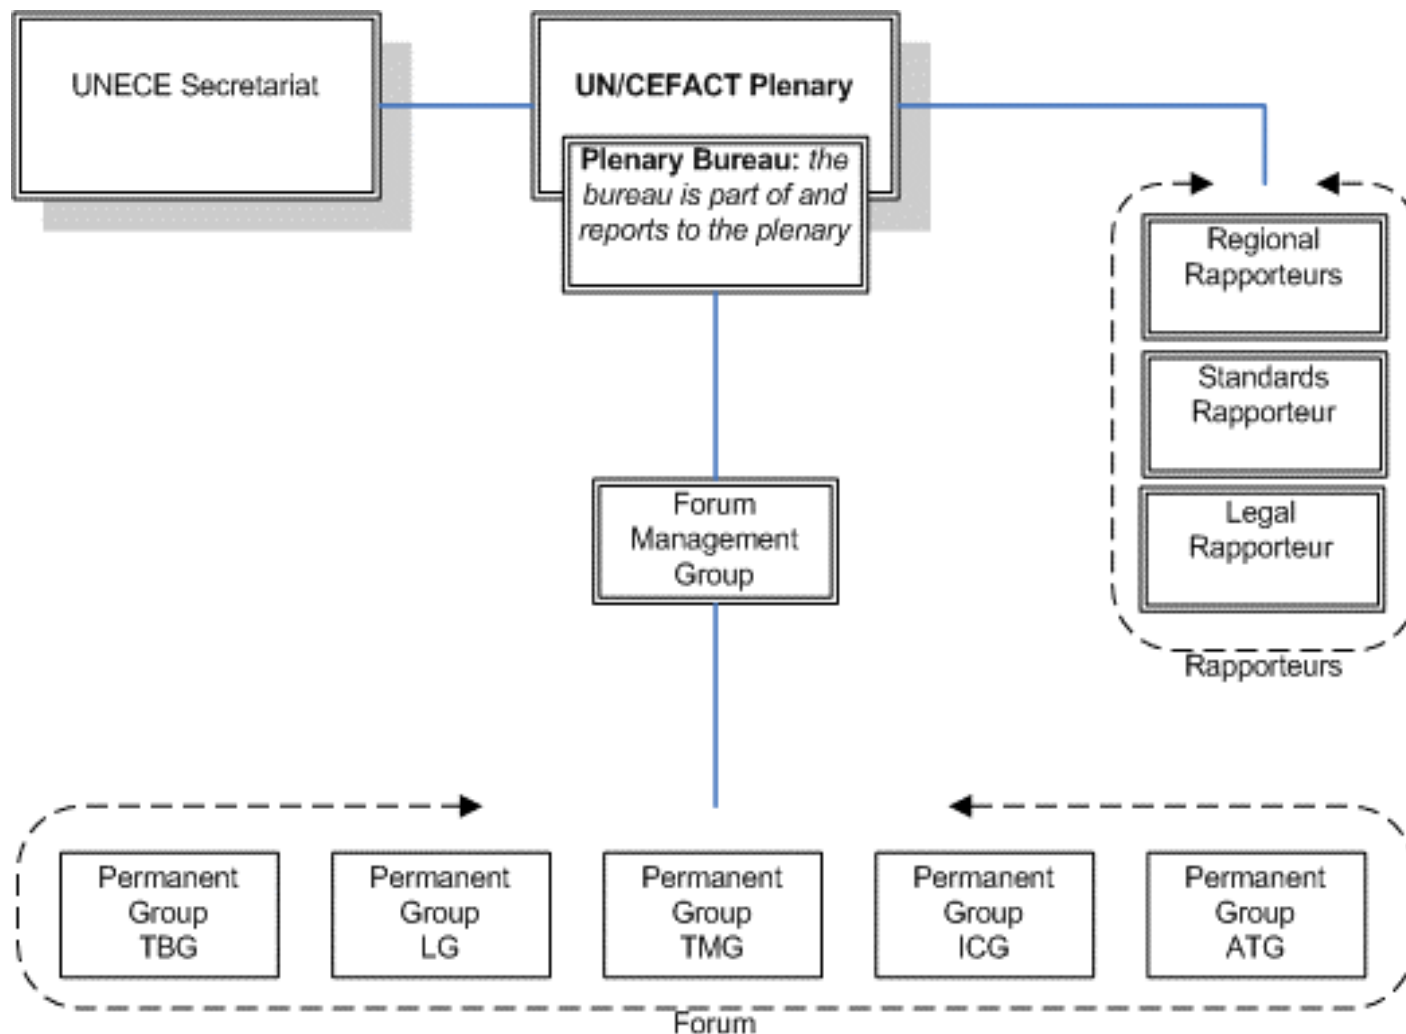 UNECE Secretariat
UN/CEFACT Plenary
Plenary Bureau: the
bureau is part of and
reports to the plenary
Regional
Rapporteurs
Standards
Rapporteur
Legal
Rapporteur
Rapporteurs
Forum
Management
Group
Permanent
Group
TBG
Permanent
Group
LG
Permanent
Group
TMG
Permanent
Group
ICG
Permanent
Group
ATG
Forum